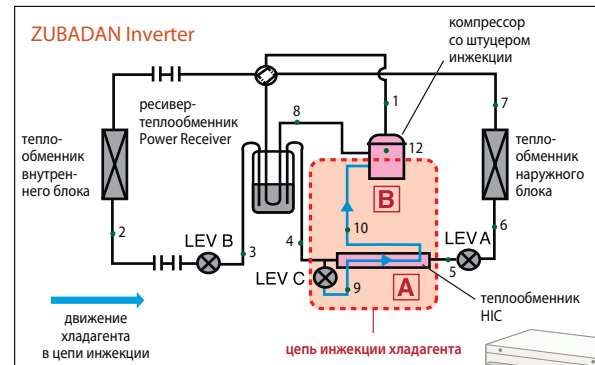 ZUBADAN Inverter
компрессор
со штуцером
инжекции
ресивер-
теплообменник
Power Receiver
1
7
8
12
тепло-
обменник
внутрен-
него блока
тепло-
обменник
наружного
блока
B
2
10
6
LEV B
3
4
LEV A
5
LEV C
9
A
теплообменник
HIC
движение
хладагента
в цепи инжекции
цепь инжекции хладагента